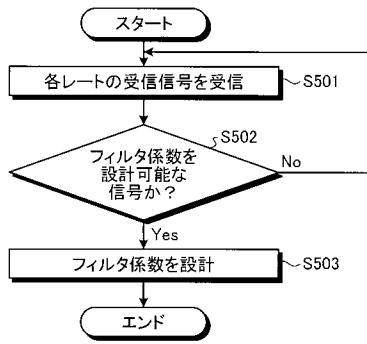 スタート
各レートの受信信号を受信
S501
S502
フィルタ係数を
設計可能な
信号か？
No
Yes
フィルタ係数を設計
S503
エンド